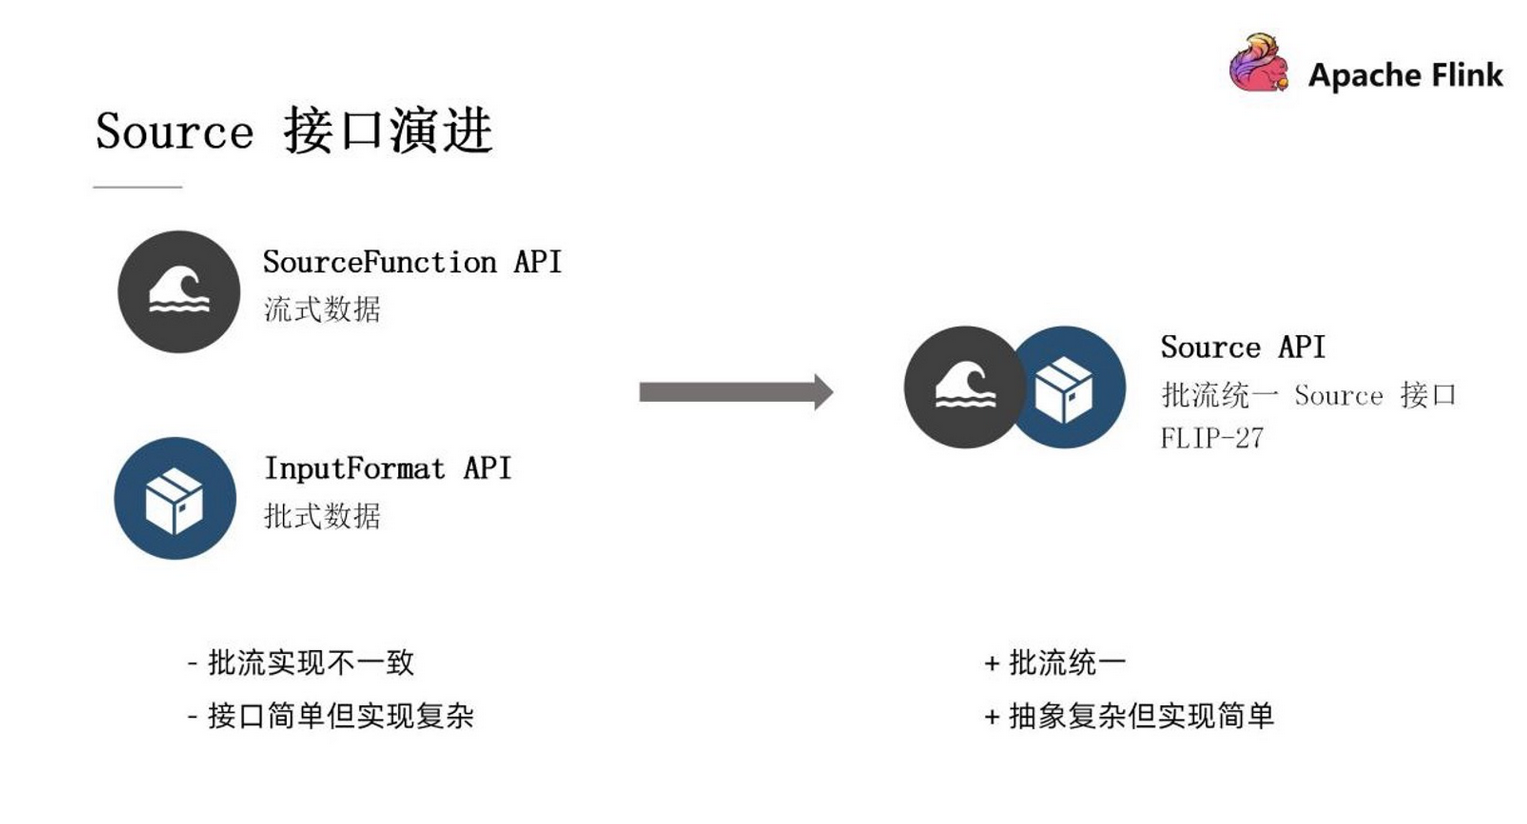 Apache Flink
Source 接口演进
SourceFunction API
流式数据
InputFormat API
批式数据
Source API
批流统一 Source 接口
FLIP-27
- 批流实现不一致
- 接口简单但实现复杂
+ 批流统一
+ 抽象复杂但实现简单